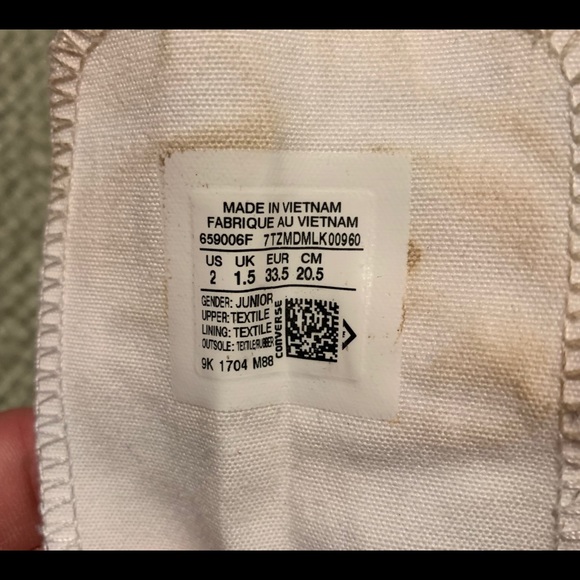 MADE IN VIETNAM
FABRIQUE AU VIETNAM
659006F 7TZMDMLK00960
US UK EUR CM
2 1.5 33.5 20.5
GENDER: JUNIOR
UPPER: TEXTILE
LINING: TEXTILE
OUTSOLE: TEXTILE/RUBBER
CONVERSE
9K 1704 M88